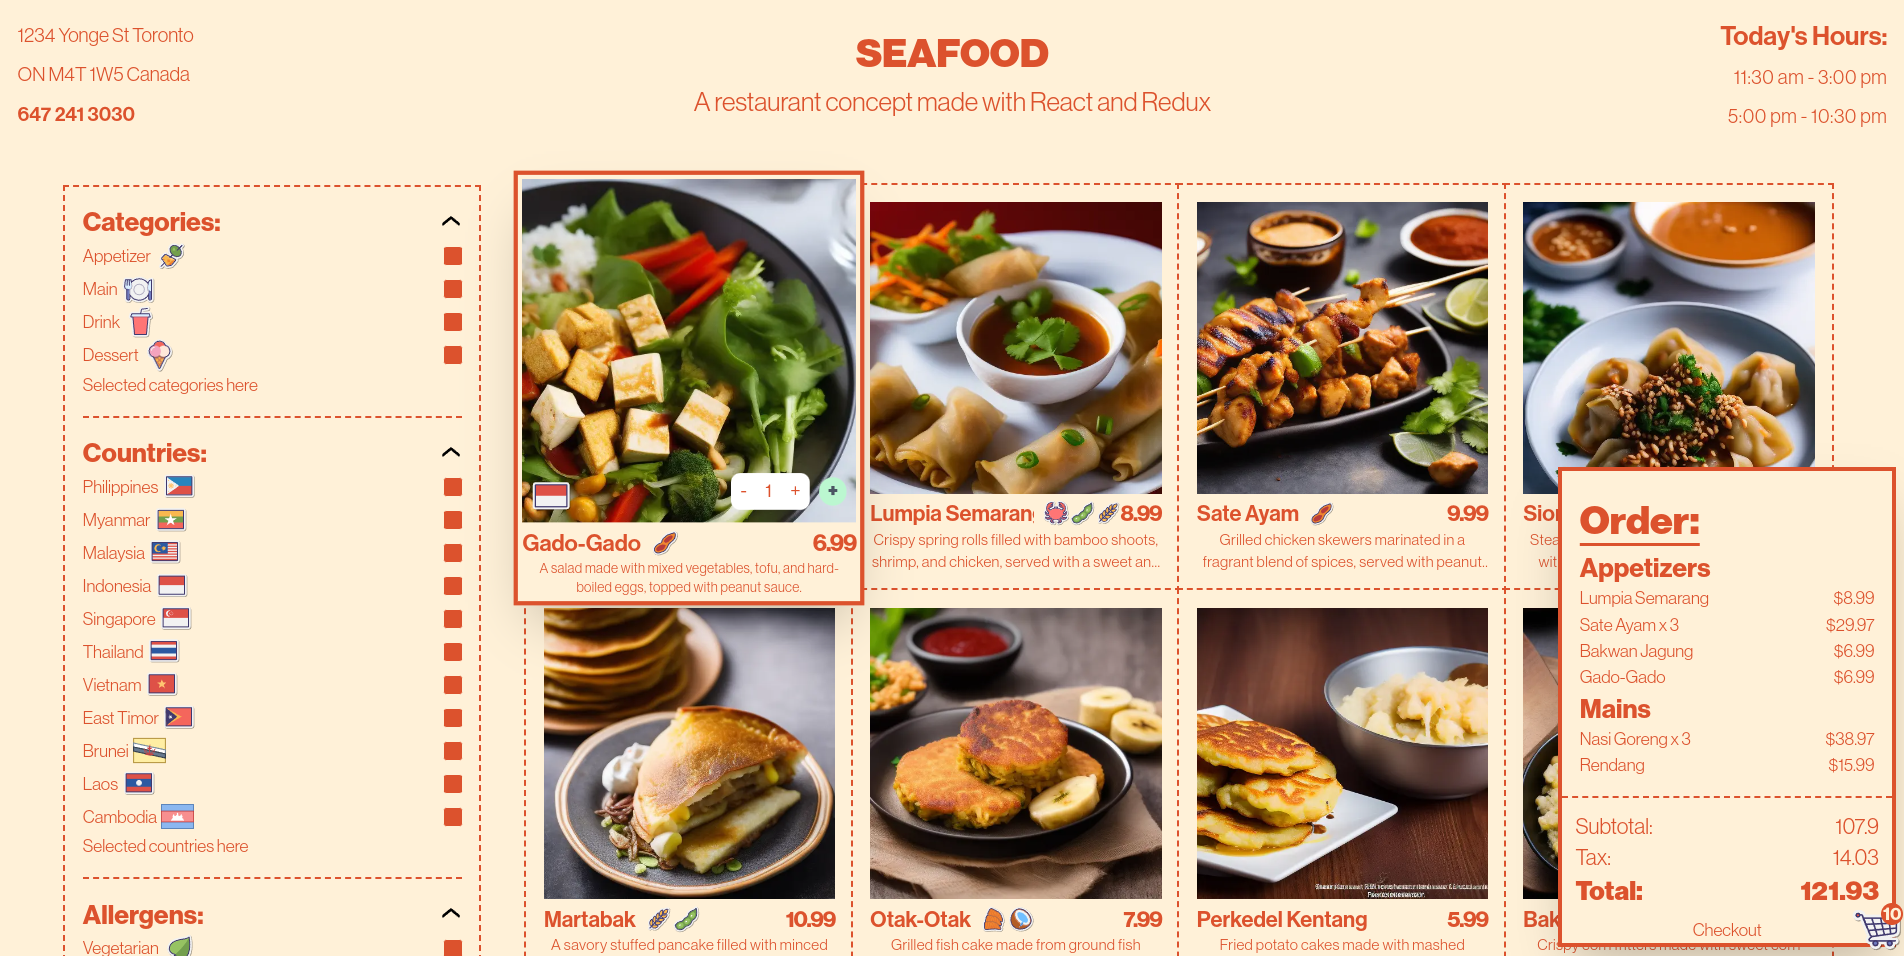 1234 Yonge St Toronto
ON M4T 1W5 Canada
647 241 3030
SEAFOOD
A restaurant concept made with React and Redux
Today's Hours:
11:30 am - 3:00 pm
5:00 pm - 10:30 pm
Categories:
Appetizer
Main
Drink
Dessert
Selected categories here
Countries:
Philippines
Myanmar
Malaysia
Indonesia
Singapore
Thailand
Vietnam
East Timor
Brunei
Laos
Cambodia
Selected countries here
Allergens:
Vegetarian
- 1 + +
Gado-Gado 6.99
A salad made with mixed vegetables, tofu, and hard-
boiled eggs, topped with peanut sauce.
Lumpia Semarang 8.99
Crispy spring rolls filled with bamboo shoots,
shrimp, and chicken, served with a sweet an...
Sate Ayam 9.99
Grilled chicken skewers marinated in a
fragrant blend of spices, served with peanut..
Martabak 10.99
A savory stuffed pancake filled with minced
Otak-Otak 7.99
Grilled fish cake made from ground fish
Perkedel Kentang 5.99
Fried potato cakes made with mashed
Bak
Crispy corn fritters made with sweet corn
Order:
Appetizers
Lumpia Semarang $8.99
Sate Ayam x 3 $29.97
Bakwan Jagung $6.99
Gado-Gado $6.99
Mains
Nasi Goreng x 3 $38.97
Rendang $15.99
Subtotal: 107.9
Tax: 14.03
Total: 121.93
Checkout
10